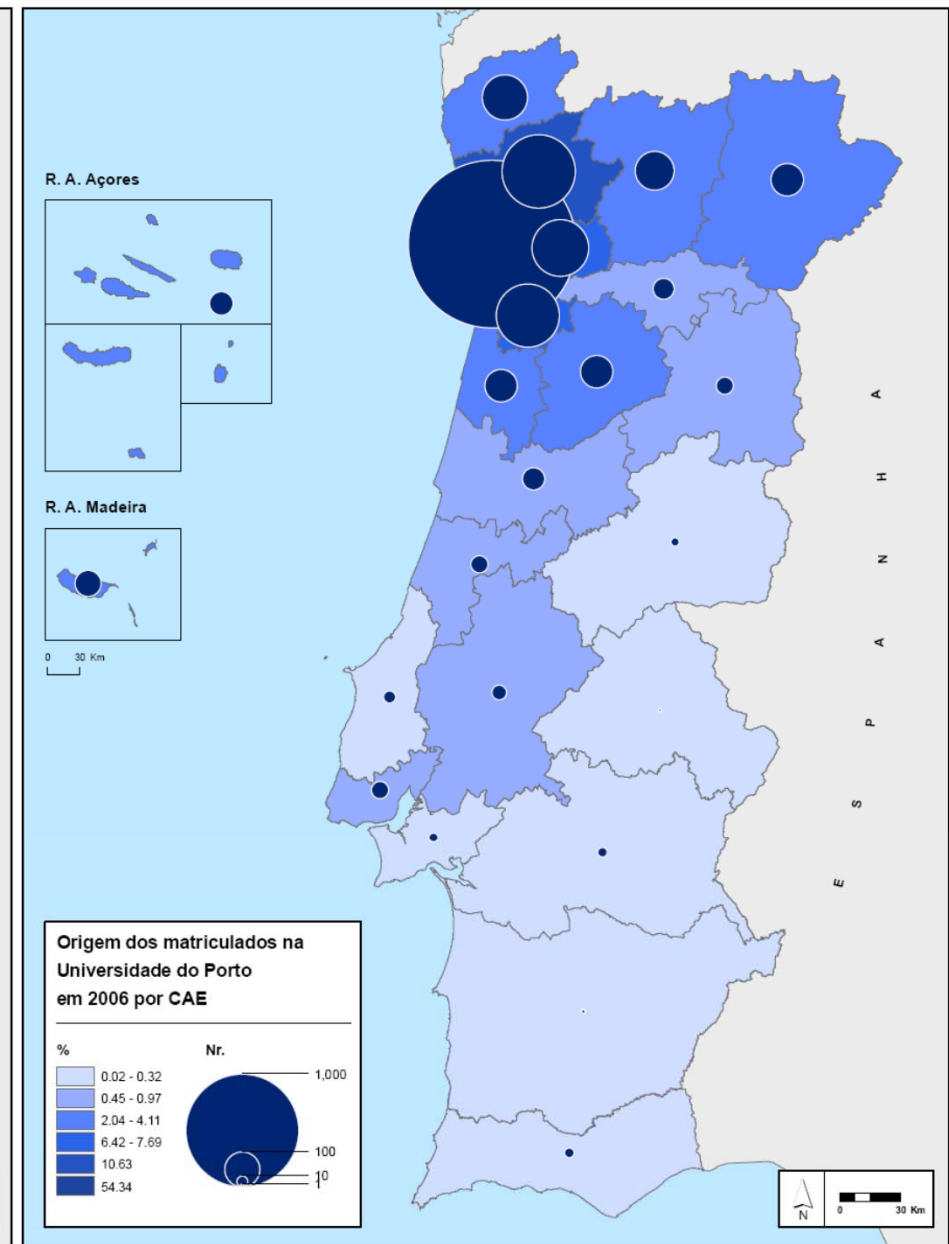 R. A. Açores
R. A. Madeira
0 30 Km
ESPANHA
Origem dos matriculados na
Universidade do Porto
em 2006 por CAE
%
Nr.
0.02 - 0.32
0.45 - 0.97
2.04 - 4.11
6.42 - 7.69
10.63
54.34
1,000
100
10
1
N
0 30 Km